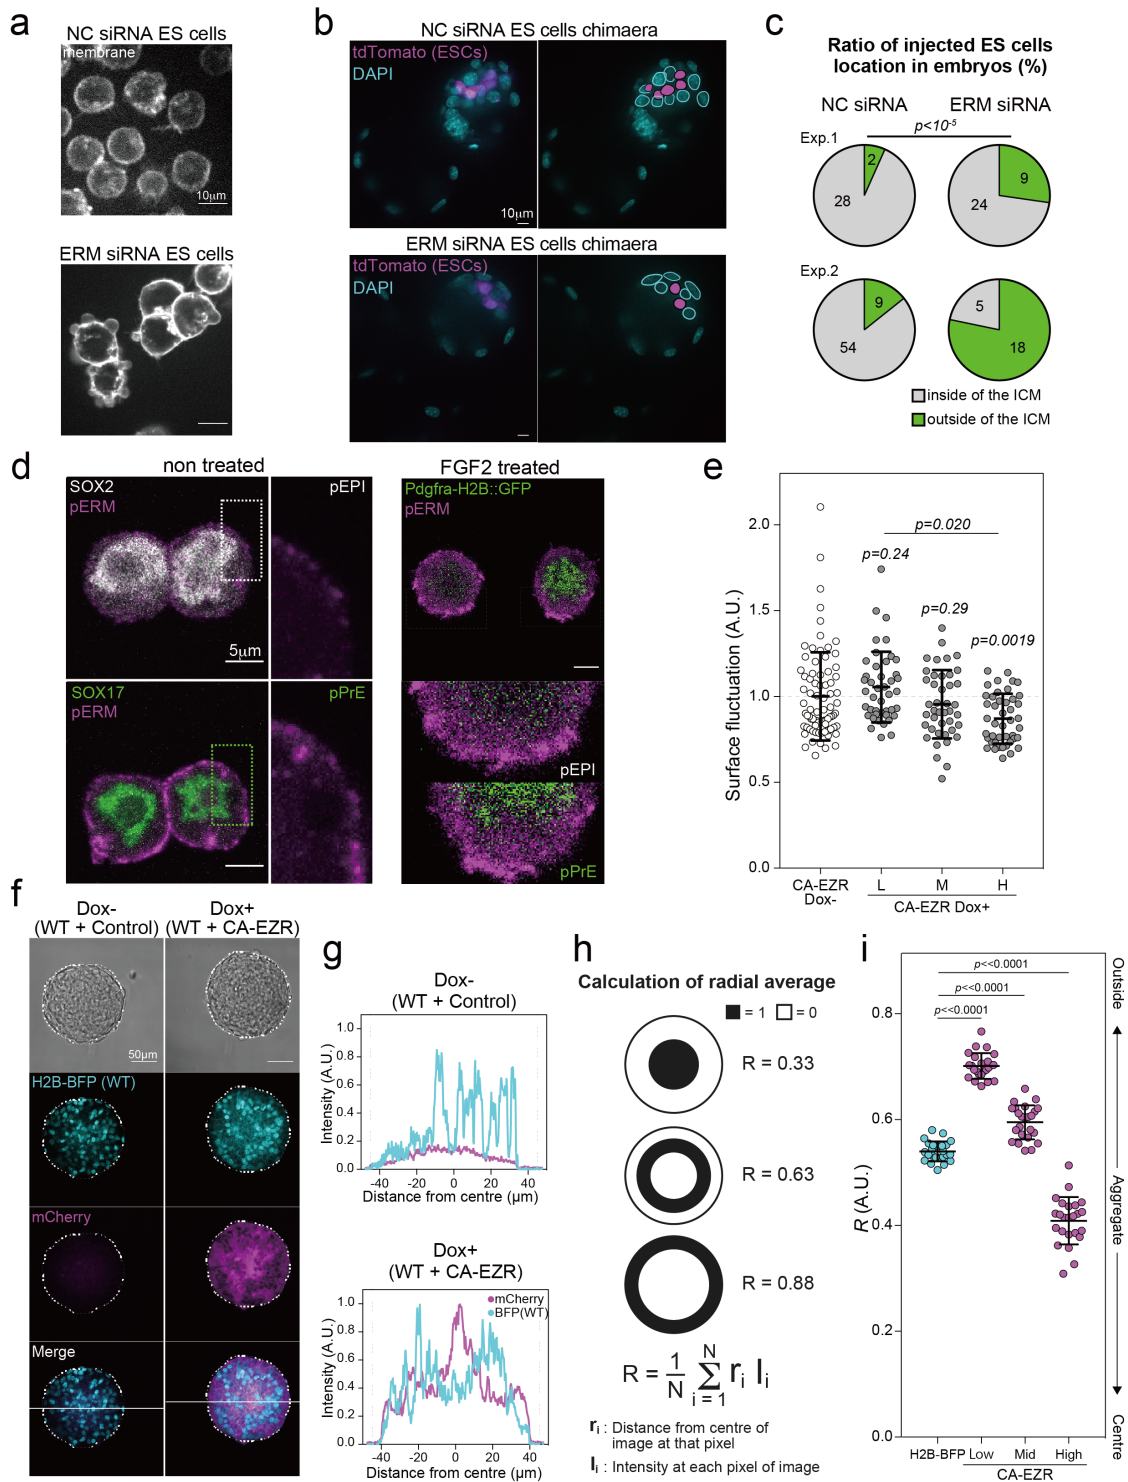 a
NC siRNA ES cells
membrane
10μm
ERM siRNA ES cells
b
NC siRNA ES cells chimaera
tdTomato (ESCs)
DAPI
10μm
ERM siRNA ES cells chimaera
tdTomato (ESCs)
DAPI
c
Ratio of injected ES cells
location in embryos (%)
NC siRNA
ERM siRNA
p<10-5
Exp.1
2
28
9
24
Exp.2
9
54
5
18
inside of the ICM
outside of the ICM
d
non treated
SOX2
pERM
pEPI
5μm
SOX17
pERM
pPrE
FGF2 treated
Pdgfra-H2B::GFP
pERM
pEPI
pPrE
e
Surface fluctuation (A.U.)
2.0
1.5
1.0
0.5
0.0
p=0.020
p=0.24
p=0.29
p=0.0019
CA-EZR
Dox-
L
M
H
CA-EZR Dox+
f
Dox-
(WT + Control)
Dox+
(WT + CA-EZR)
50μm
H2B-BFP (WT)
mCherry
Merge
g
Dox-
(WT + Control)
Intensity (A.U.)
1.0
0.8
0.6
0.4
0.2
0.0
-40
-20
0
20
40
Distance from centre (μm)
Dox+
(WT + CA-EZR)
mCherry
BFP(WT)
Intensity (A.U.)
1.0
0.8
0.6
0.4
0.2
0.0
-40
-20
0
20
40
Distance from centre (μm)
h
Calculation of radial average
= 1
= 0
R = 0.33
R = 0.63
R = 0.88
R = 1/N N Σ i = 1 ri Ii
ri : Distance from centre of
image at that pixel
Ii : Intensity at each pixel of image
i
R (A.U.)
0.8
0.6
0.4
0.2
0.0
p<<0.0001
p<<0.0001
p<<0.0001
H2B-BFP
Low
Mid
High
CA-EZR
Outside
Aggregate
Centre